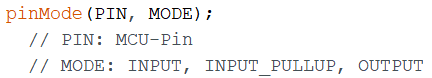 pinMode(PIN, MODE);
// PIN: MCU-Pin
// MODE: INPUT, INPUT_PULLUP, OUTPUT